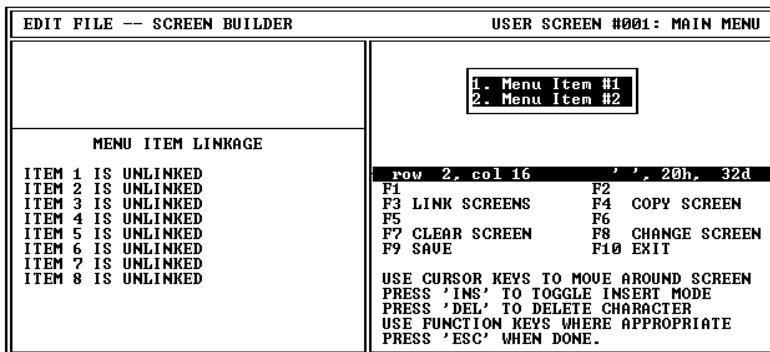 EDIT FILE -- SCREEN BUILDER
USER SCREEN #001: MAIN MENU
MENU ITEM LINKAGE
ITEM 1 IS UNLINKED
ITEM 2 IS UNLINKED
ITEM 3 IS UNLINKED
ITEM 4 IS UNLINKED
ITEM 5 IS UNLINKED
ITEM 6 IS UNLINKED
ITEM 7 IS UNLINKED
ITEM 8 IS UNLINKED
1. Menu Item #1
2. Menu Item #2
row 2, col 16 ' ', 20h, 32d
F1 F2
F3 LINK SCREENS F4 COPY SCREEN
F5 F6
F7 CLEAR SCREEN F8 CHANGE SCREEN
F9 SAVE F10 EXIT
USE CURSOR KEYS TO MOVE AROUND SCREEN
PRESS 'INS' TO TOGGLE INSERT MODE
PRESS 'DEL' TO DELETE CHARACTER
USE FUNCTION KEYS WHERE APPROPRIATE
PRESS 'ESC' WHEN DONE.